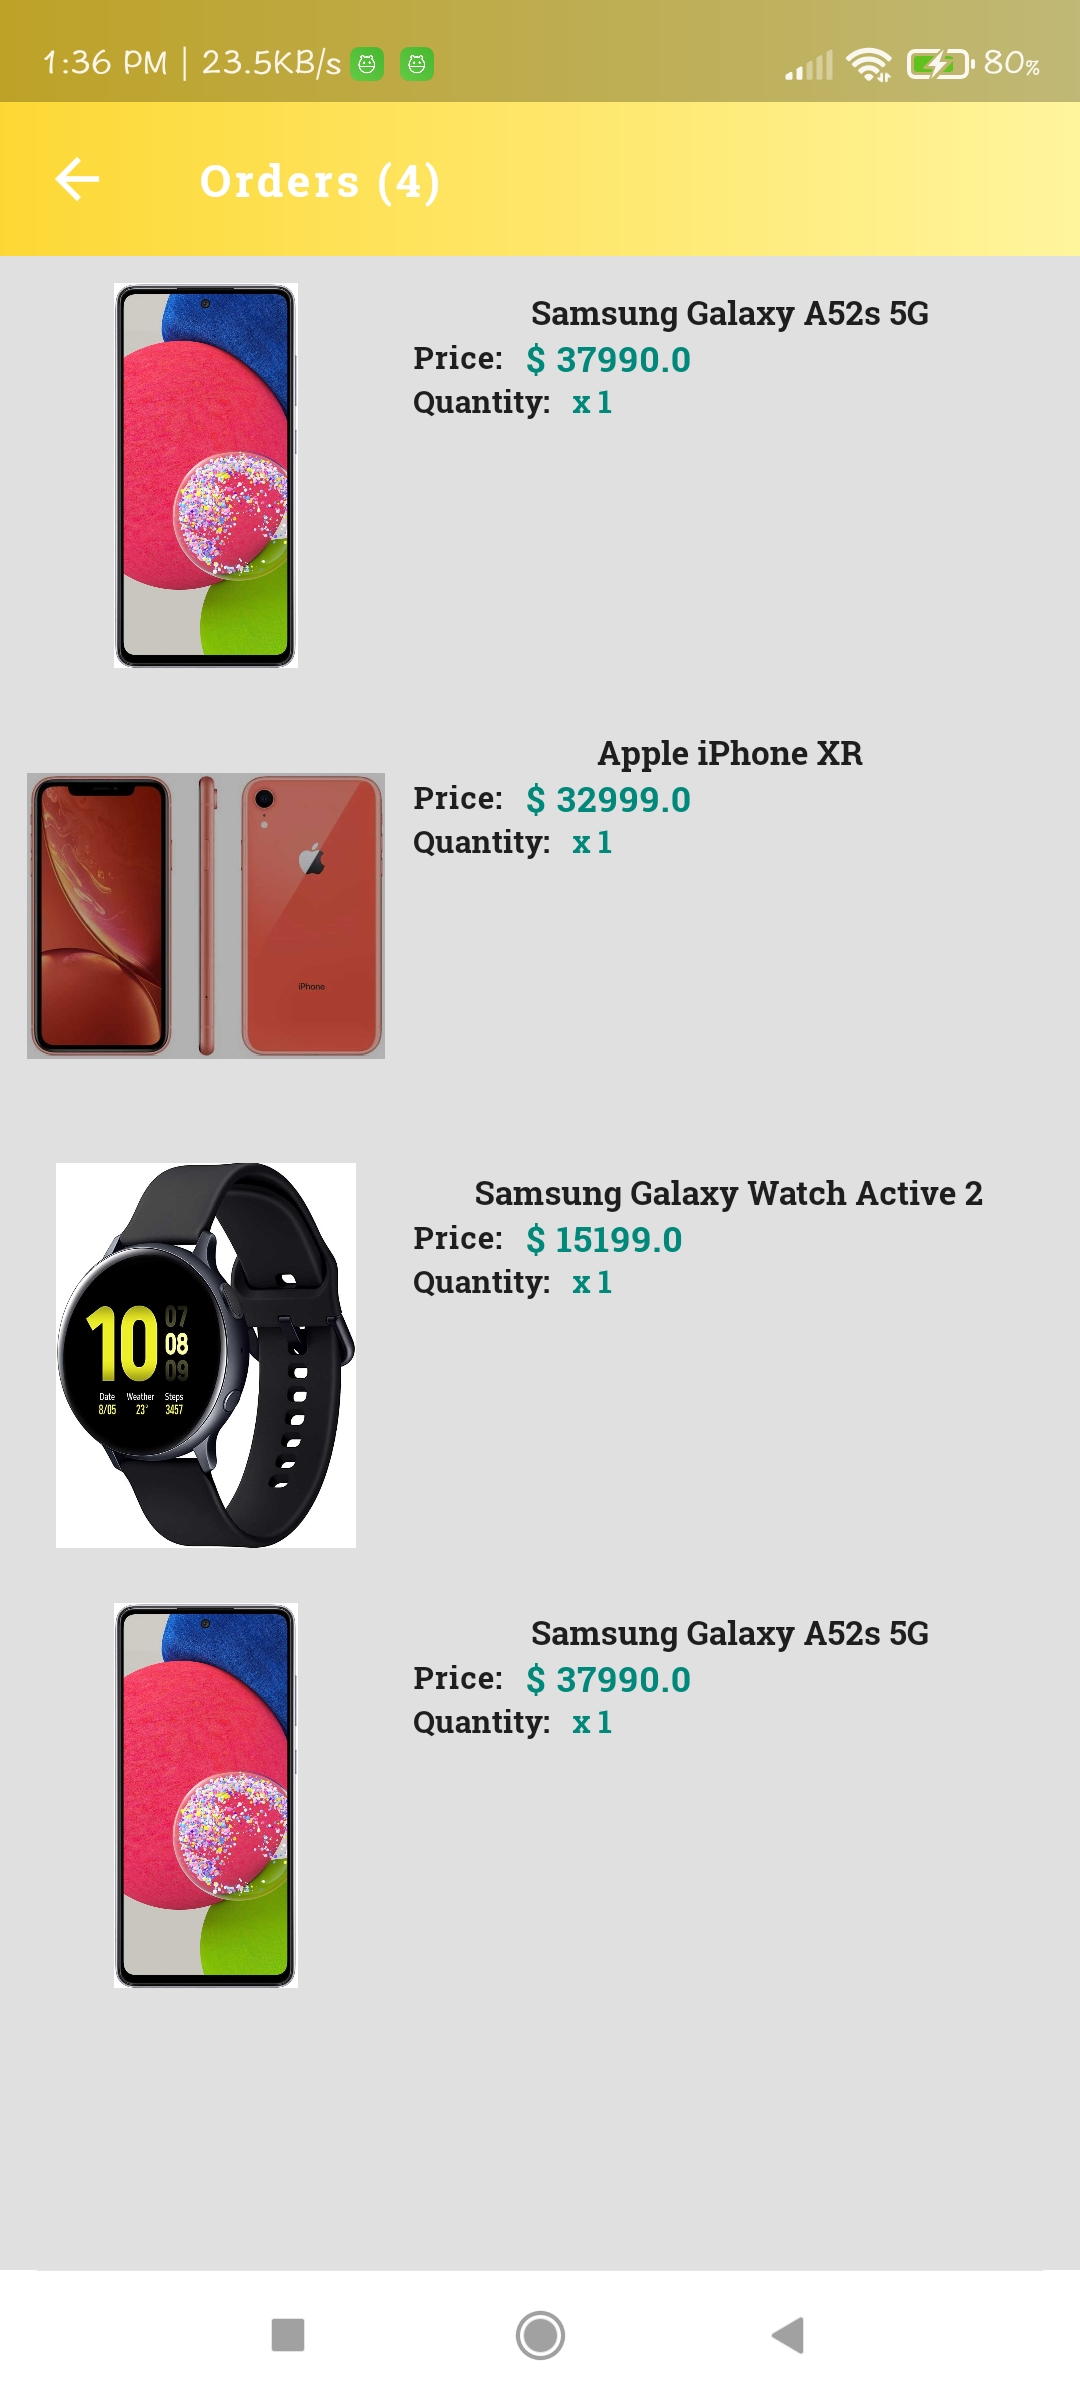 1:36 PM | 23.5KB/s 80%
Orders (4)
Samsung Galaxy A52s 5G
Price: $ 37990.0
Quantity: x 1
Apple iPhone XR
Price: $ 32999.0
Quantity: x 1
iPhone
Samsung Galaxy Watch Active 2
Price: $ 15199.0
Quantity: x 1
10 07
08
09
Date Weather Steps
8/05 23° 3457
Samsung Galaxy A52s 5G
Price: $ 37990.0
Quantity: x 1